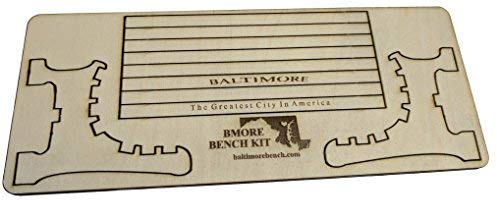 BALTIMORE
The Greatest City In America
BMORE
BENCH KIT
baltimorebench.com